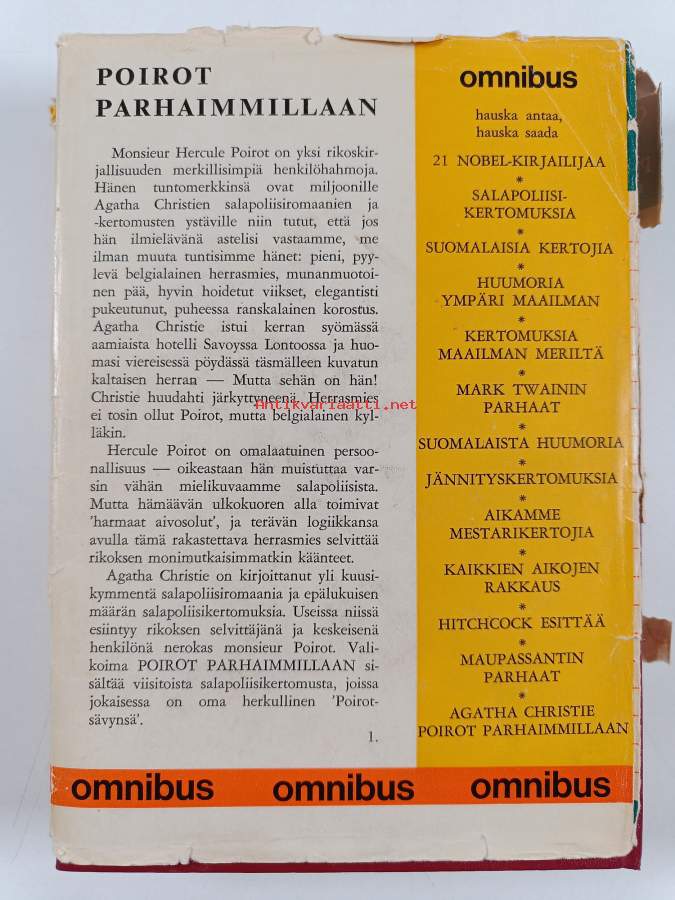 POIROT
PARHAIMMILLAAN
Monsieur Hercule Poirot on yksi rikoskir-
jallisuuden merkillisimpiä henkilöhahmoja.
Hänen tuntomerkkinsä ovat miljoonille
Agatha Christien salapoliisiromaanien ja
-kertomusten ystäville niin tutut, että jos
hän ilmielävänä astelisi vastaamme, me
ilman muuta tuntisimme hänet: pieni, pyy-
levä belgialainen herrasmies, munanmuotoi-
nen pää, hyvin hoidetut viikset, elegantisti
pukeutunut, puheessa ranskalainen korostus.
Agatha Christie istui kerran syömässä
aamiaista hotelli Savoyssa Lontoossa ja huo-
masi viereisessä pöydässä täsmälleen kuvatun
kaltaisen herran — Mutta sehän on hän!
Christie huudahti järkyttyneenä. Herrasmies
ei tosin ollut Poirot, mutta belgialainen kyl-
läkin.
Hercule Poirot on omalaatuinen persoo-
nallisuus — oikeastaan hän muistuttaa var-
sin vähän mielikuvaamme salapoliisista.
Mutta hämäävän ulkokuoren alla toimivat
'harmaat aivosolut', ja terävän logiikkansa
avulla tämä rakastettava herrasmies selvittää
rikoksen monimutkaisimmatkin käänteet.
Agatha Christie on kirjoittanut yli kuusi-
kymmentä salapoliisiromaania ja epälukuisen
määrän salapoliisikertomuksia. Useissa niissä
esiintyy rikoksen selvittäjänä ja keskeisenä
henkilönä nerokas monsieur Poirot. Vali-
koima POIROT PARHAIMMILLAAN si-
sältää viisitoista salapoliisikertomusta, joissa
jokaisessa on oma herkullinen 'Poirot-
sävynsä'.
1.
omnibus
hauska antaa,
hauska saada
21 NOBEL-KIRJAILIJAA
*
SALAPOLIISI-
KERTOMUKSIA
*
SUOMALAISIA KERTOJIA
*
HUUMORIA
YMPÄRI MAAILMAN
*
KERTOMUKSIA
MAAILMAN MERILTÄ
*
MARK TWAININ
PARHAAT
*
SUOMALAISTA HUUMORIA
*
JÄNNITYSKERTOMUKSIA
*
AIKAMME
MESTARIKERTOJIA
*
KAIKKIEN AIKOJEN
RAKKAUS
*
HITCHCOCK ESITTÄÄ
*
MAUPASSANTIN
PARHAAT
*
AGATHA CHRISTIE
POIROT PARHAIMMILLAAN
omnibus omnibus omnibus
Antikvariaatti.net